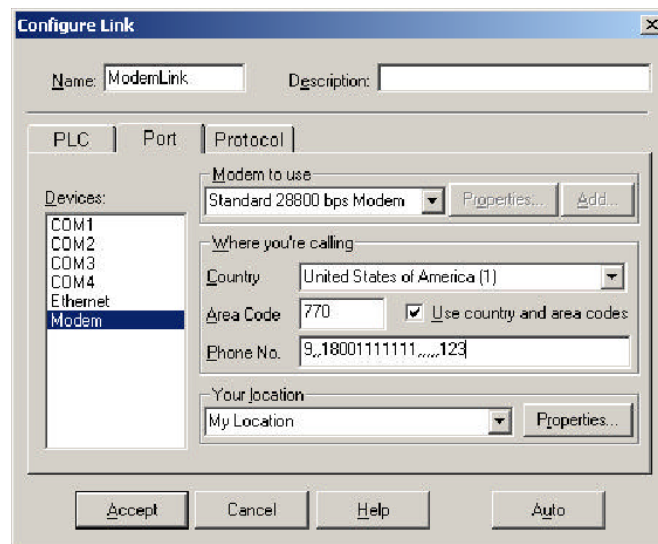 Configure Link
Name: ModemLink Description:
PLC Port Protocol
Devices:
COM1
COM2
COM3
COM4
Ethernet
Modem
Modem to use
Standard 28800 bps Modem Properties... Add...
Where you're calling
Country United States of America (1)
Area Code 770 Use country and area codes
Phone No. 9,,18001111111,,,,,123
Your location
My Location Properties...
Accept Cancel Help Auto